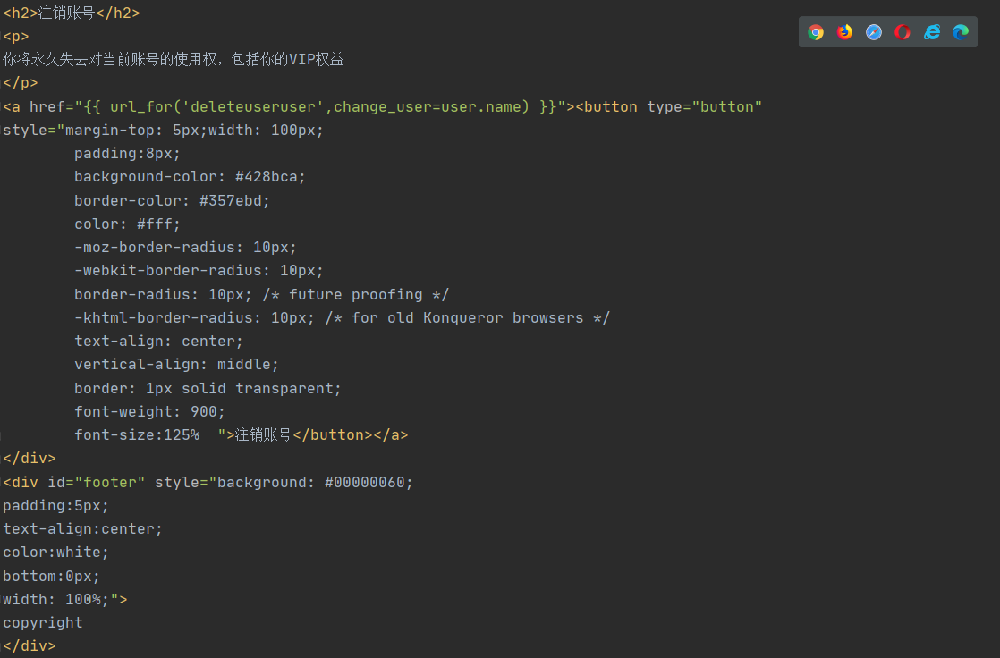 <h2>注销账号</h2>
<p>
你将永久失去对当前账号的使用权，包括你的VIP权益
</p>
<a href="{{ url_for('deleteuseruser',change_user=user.name) }}"><button type="button"
style="margin-top: 5px;width: 100px;
padding:8px;
background-color: #428bca;
border-color: #357ebd;
color: #fff;
-moz-border-radius: 10px;
-webkit-border-radius: 10px;
border-radius: 10px; /* future proofing */
-khtml-border-radius: 10px; /* for old Konqueror browsers */
text-align: center;
vertical-align: middle;
border: 1px solid transparent;
font-weight: 900;
font-size:125%  ">注销账号</button></a>
</div>
<div id="footer" style="background: #00000060;
padding:5px;
text-align:center;
color:white;
bottom:0px;
width: 100%;">
copyright
</div>